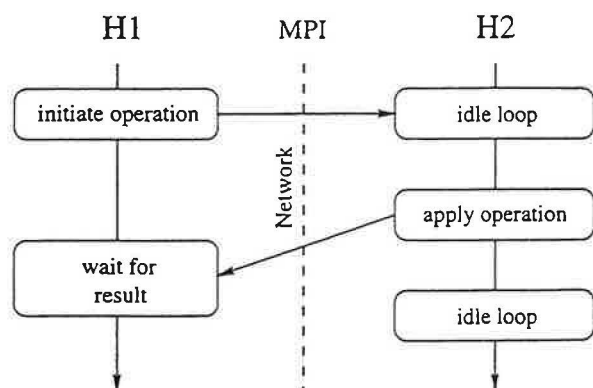 H1
MPI
H2
initiate operation
idle loop
Network
apply operation
wait for
result
idle loop